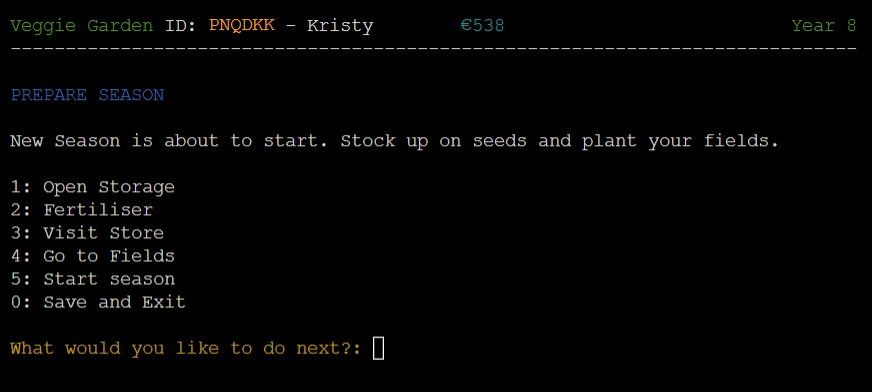 Veggie Garden ID: PNQDKK - Kristy €538 Year 8
-----------------------------------------------------------------------------
PREPARE SEASON
New Season is about to start. Stock up on seeds and plant your fields.
1: Open Storage
2: Fertiliser
3: Visit Store
4: Go to Fields
5: Start season
0: Save and Exit
What would you like to do next?: